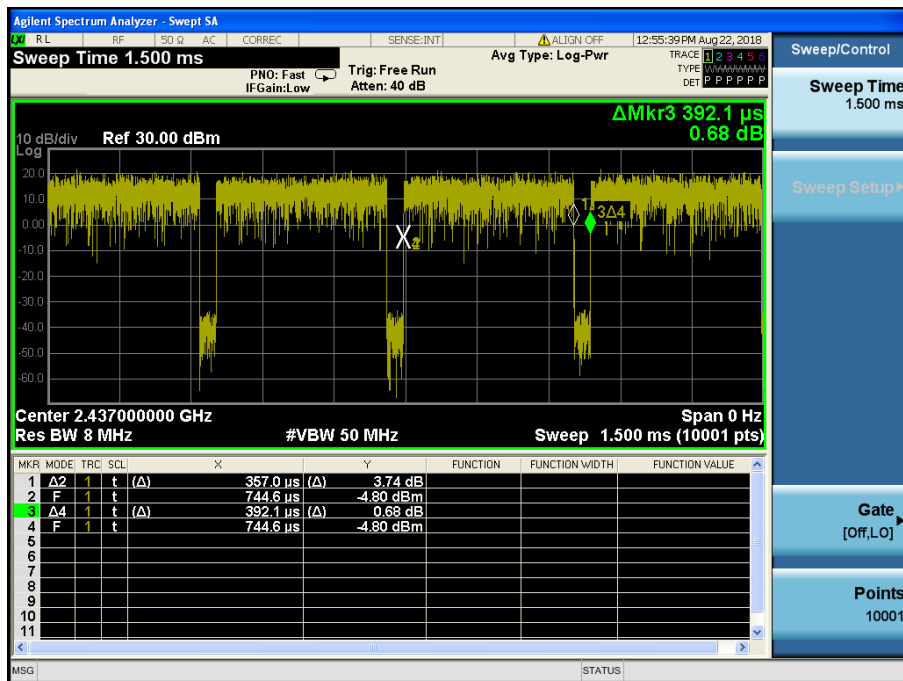 Agilent Spectrum Analyzer - Swept SA
LXI RL RF 50 Ω AC CORREC SENSE:INT ALIGN OFF 12:55:39 PM Aug 22, 2018
Sweep Time 1.500 ms
PNO: Fast
IFGain:Low
Trig: Free Run
Atten: 40 dB
Avg Type: Log-Pwr
TRACE 1 2 3 4 5 6
TYPE
DET P P P P P P
Sweep/Control
Sweep Time
1.500 ms
Sweep Setup
Gate
[Off,LO]
Points
10001
ΔMkr3 392.1 µs
0.68 dB
10 dB/div Ref 30.00 dBm
Log
20.0
10.0
0.00
-10.0
-20.0
-30.0
-40.0
-50.0
-60.0
3Δ4
Center 2.437000000 GHz Span 0 Hz
Res BW 8 MHz #VBW 50 MHz Sweep 1.500 ms (10001 pts)
MKR MODE TRC SCL X Y FUNCTION FUNCTION WIDTH FUNCTION VALUE
1 Δ2 1 t (Δ) 357.0 µs (Δ) 3.74 dB
2 F 1 t 744.6 µs -4.80 dBm
3 Δ4 1 t (Δ) 392.1 µs (Δ) 0.68 dB
4 F 1 t 744.6 µs -4.80 dBm
5
6
7
8
9
10
11
MSG STATUS